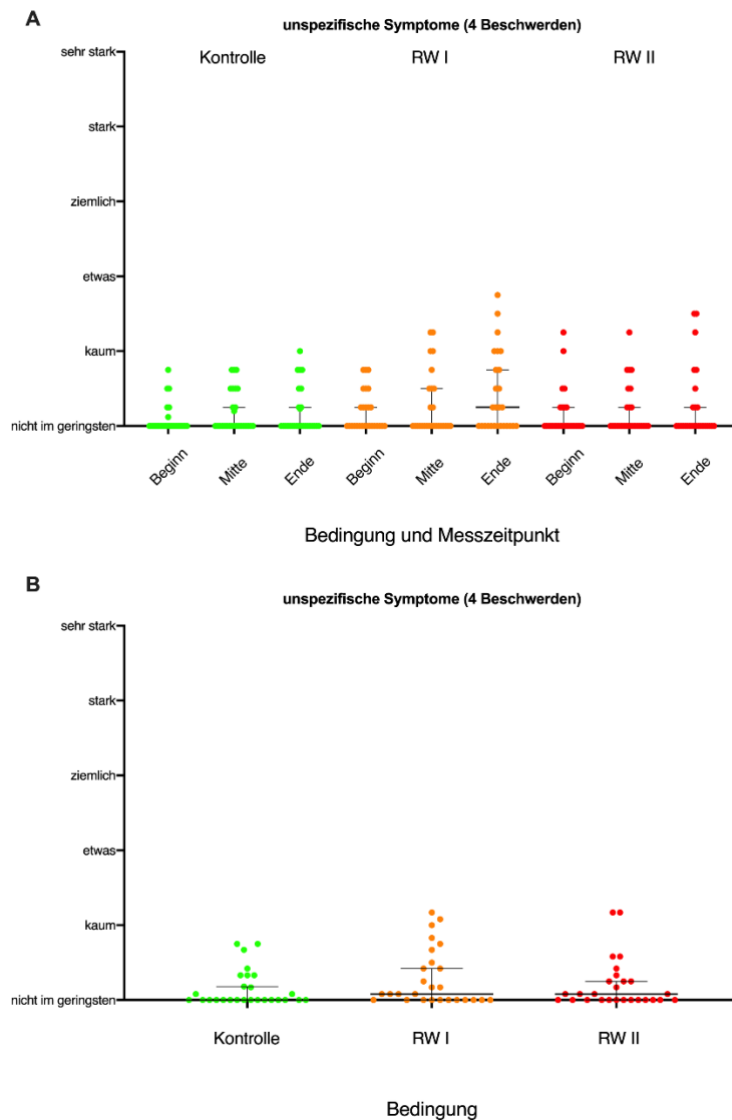 A
unspezifische Symptome (4 Beschwerden)
Kontrolle RW I RW II
sehr stark
stark
ziemlich
etwas
kaum
nicht im geringsten
Beginn Mitte Ende Beginn Mitte Ende Beginn Mitte Ende
Bedingung und Messzeitpunkt
B
unspezifische Symptome (4 Beschwerden)
sehr stark
stark
ziemlich
etwas
kaum
nicht im geringsten
Kontrolle RW I RW II
Bedingung